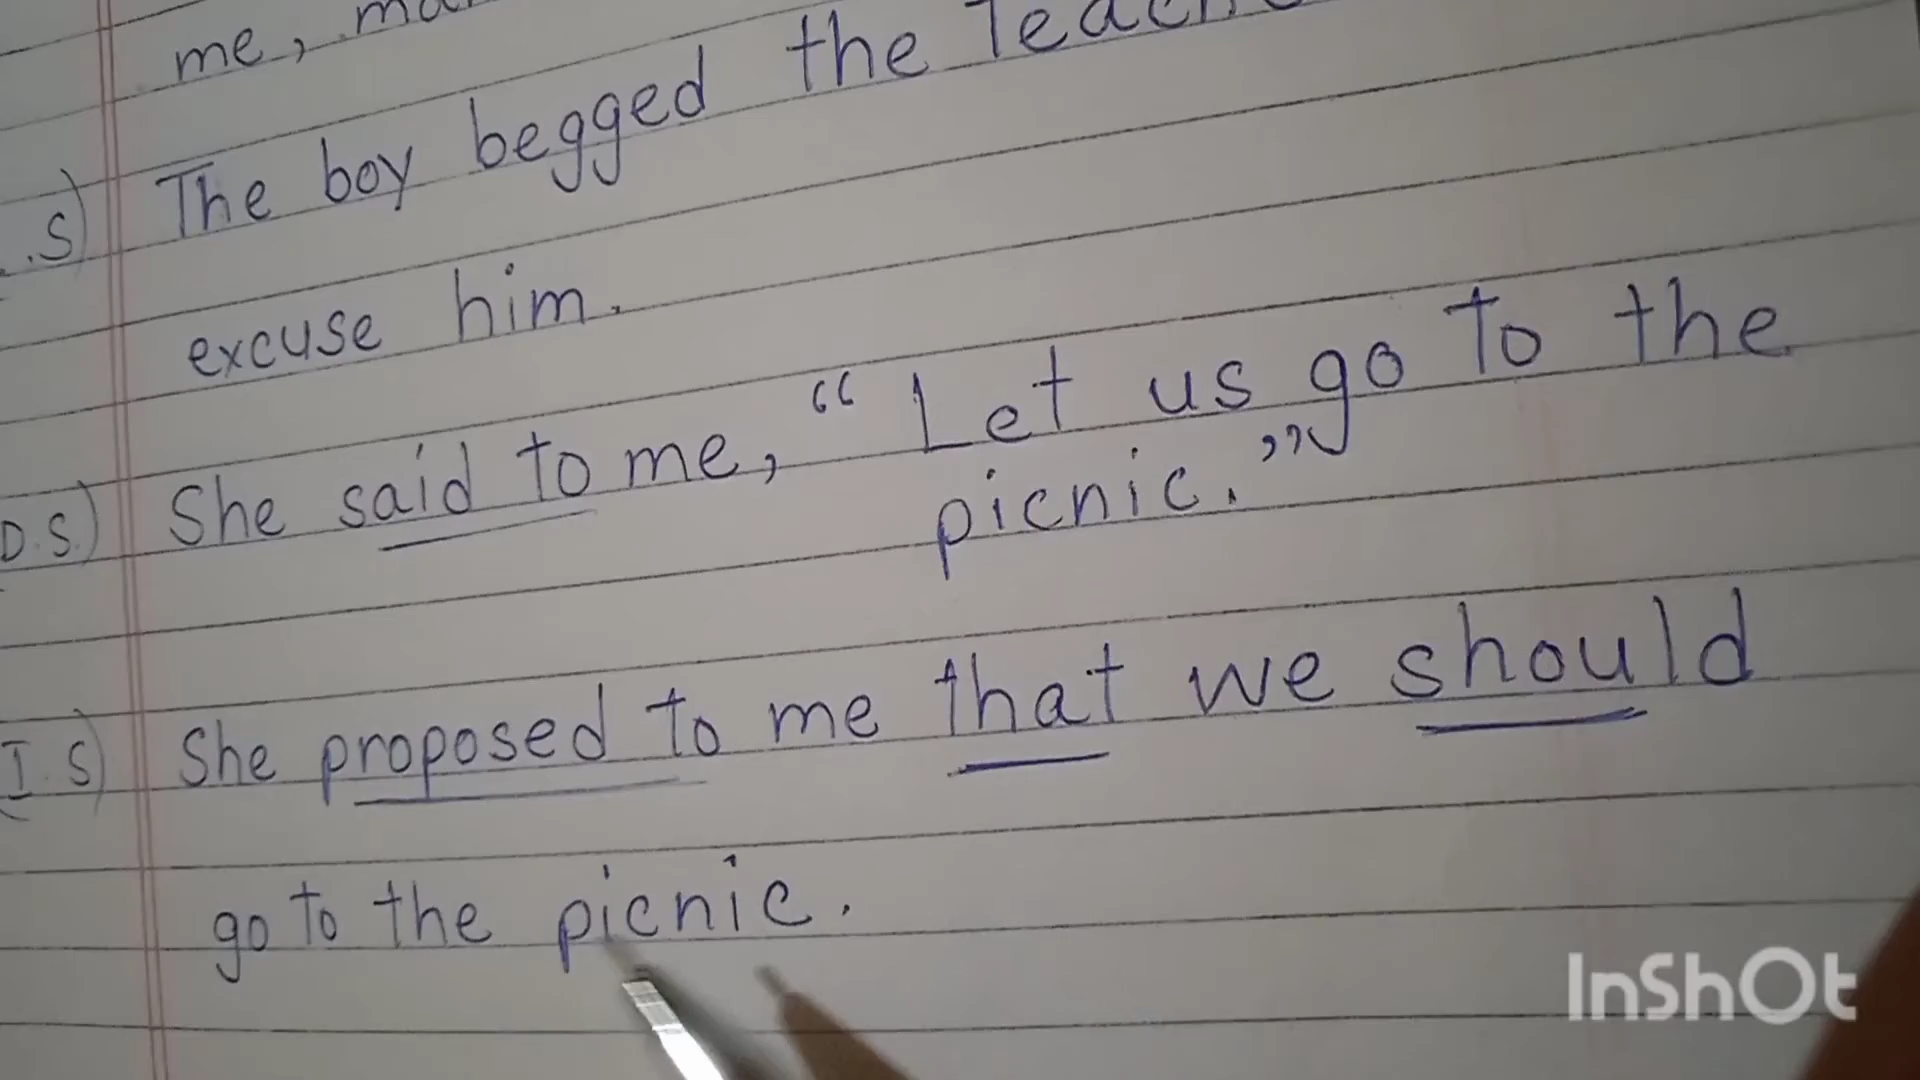 me,
.S) The boy begged the
excuse him.
D.S.) She said to me, “ Let us go to the
picnic. ”
I.S) She proposed to me that we should
go to the picnic.
InShOt